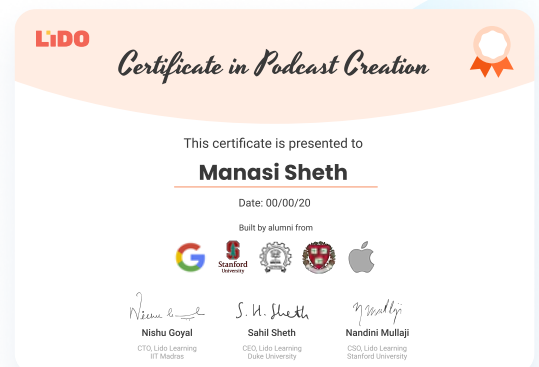 LiDO
Certificate in Podcast Creation
This certificate is presented to
Manasi Sheth
Date: 00/00/20
Built by alumni from
Stanford
University
S. H. Sheth
Nishu Goyal
Sahil Sheth
Nandini Mullaji
CTO, Lido Learning
CEO, Lido Learning
CSO, Lido Learning
IIT Madras
Duke University
Stanford University